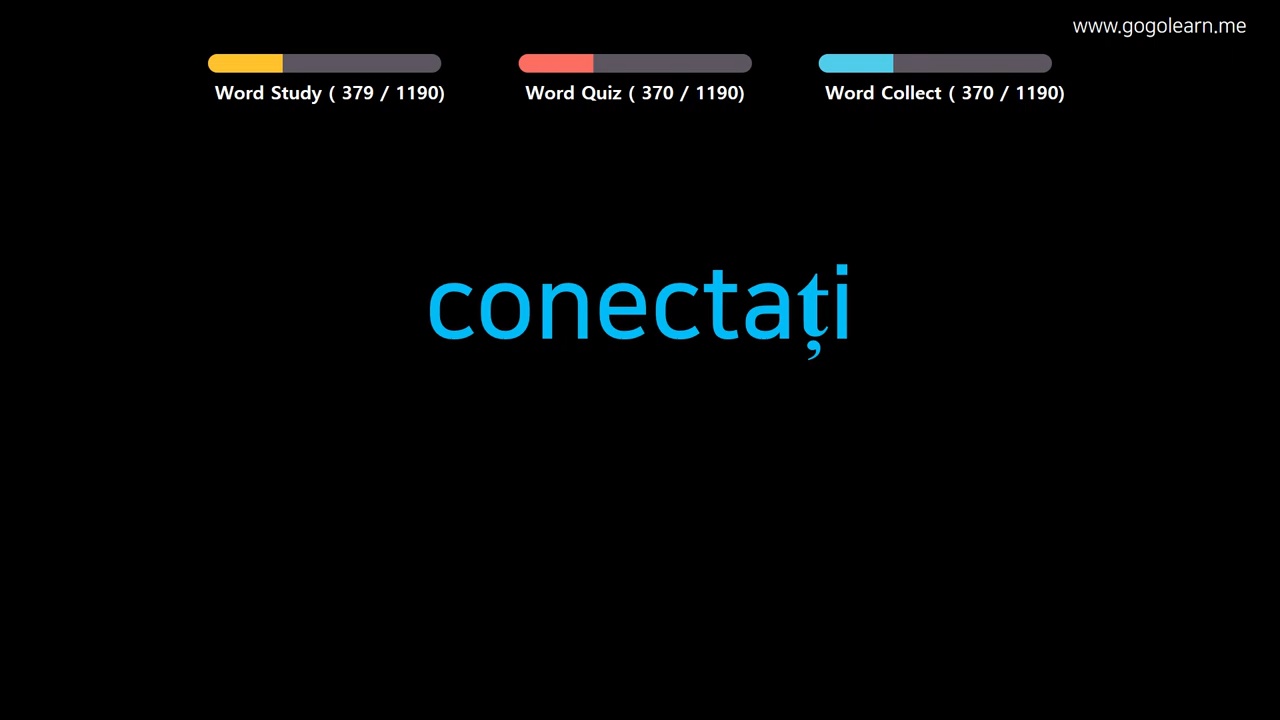 www.gogolearn.me
Word Study ( 379 / 1190)
Word Quiz ( 370 / 1190)
Word Collect ( 370 / 1190)
conectați